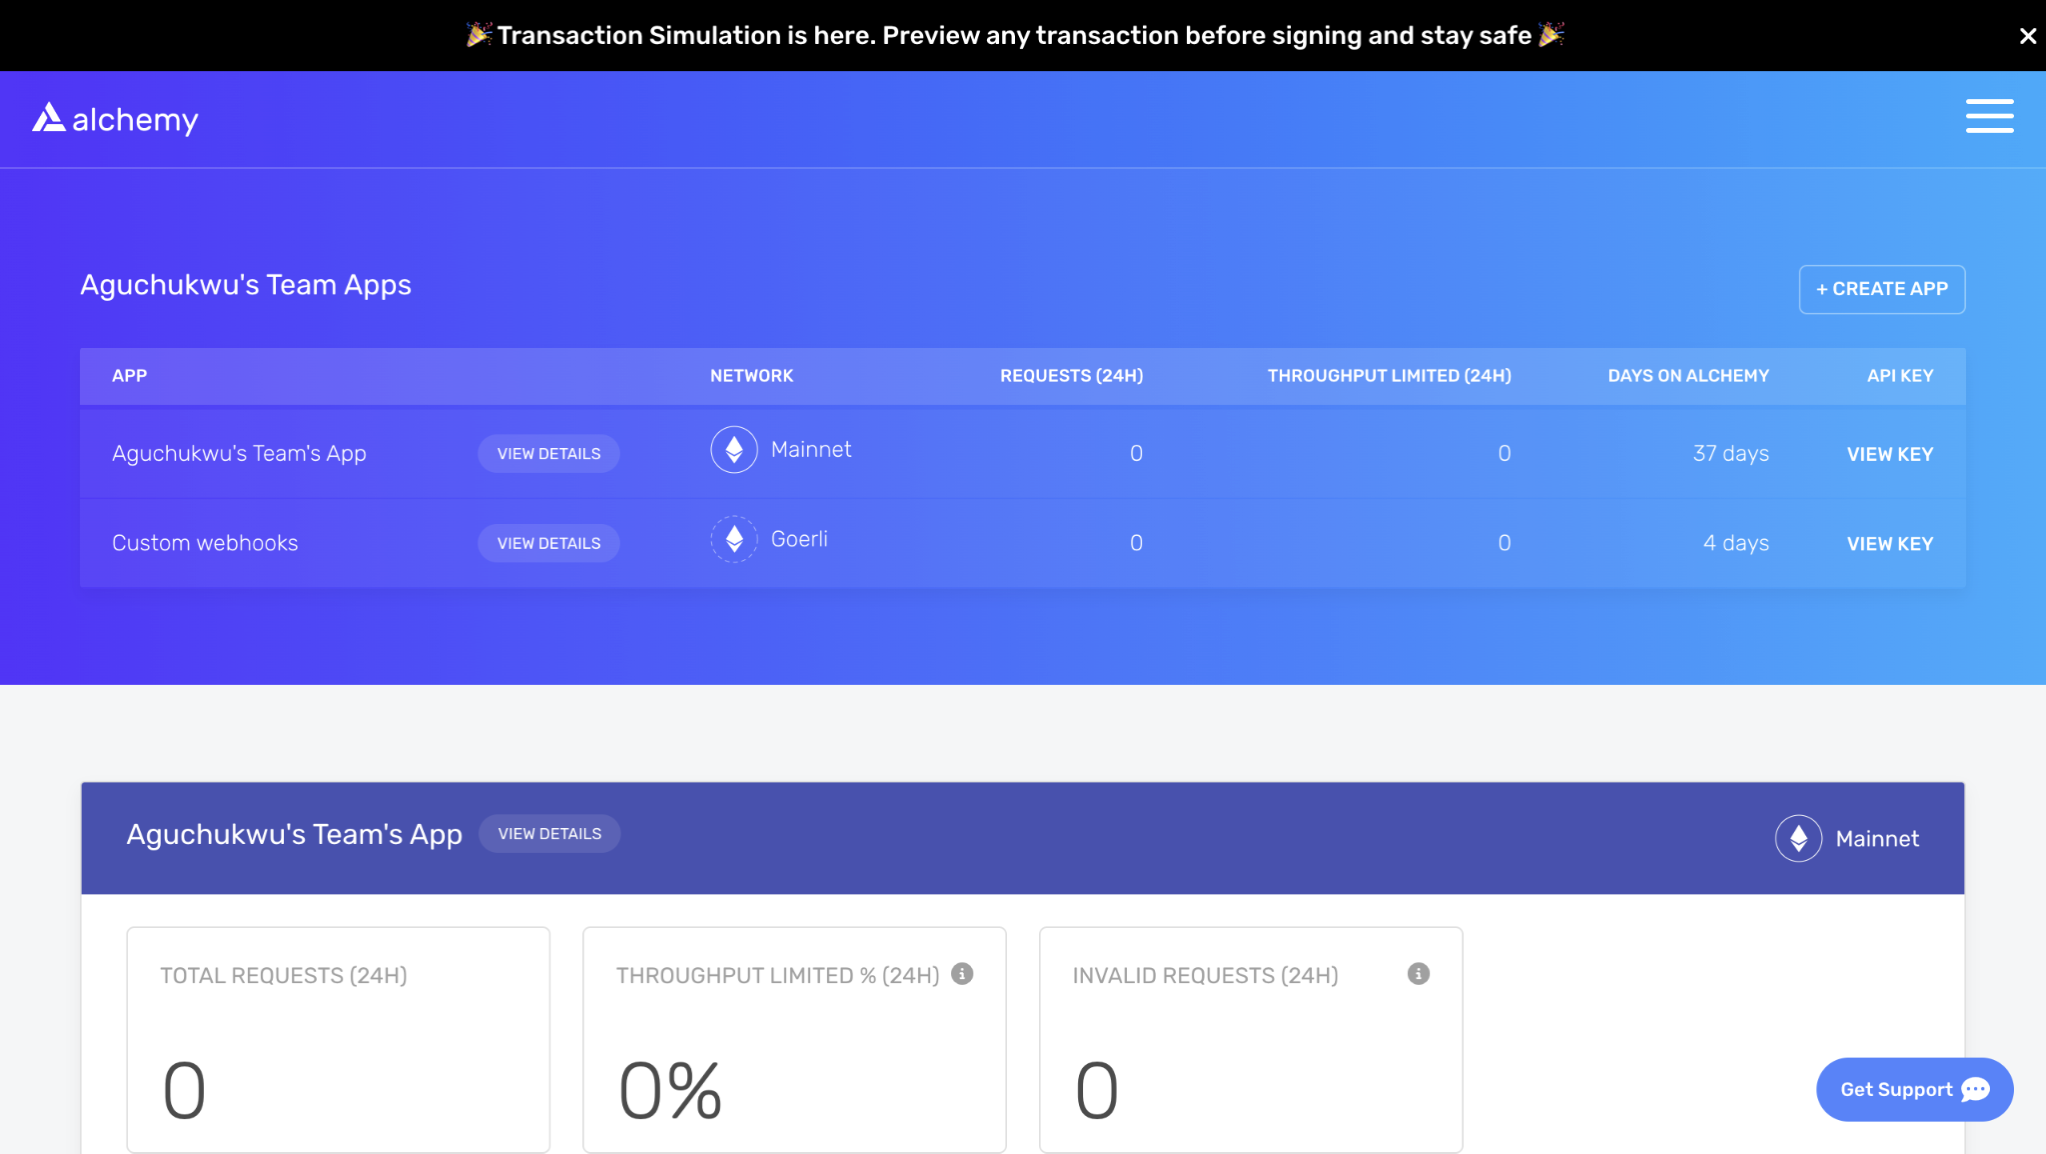 🎉Transaction Simulation is here. Preview any transaction before signing and stay safe🎉
alchemy
Aguchukwu's Team Apps
+ CREATE APP
APP NETWORK REQUESTS (24H) THROUGHPUT LIMITED (24H) DAYS ON ALCHEMY API KEY
Aguchukwu's Team's App VIEW DETAILS Mainnet 0 0 37 days VIEW KEY
Custom webhooks VIEW DETAILS Goerli 0 0 4 days VIEW KEY
Aguchukwu's Team's App VIEW DETAILS Mainnet
TOTAL REQUESTS (24H) THROUGHPUT LIMITED % (24H) INVALID REQUESTS (24H)
0 0% 0
Get Support